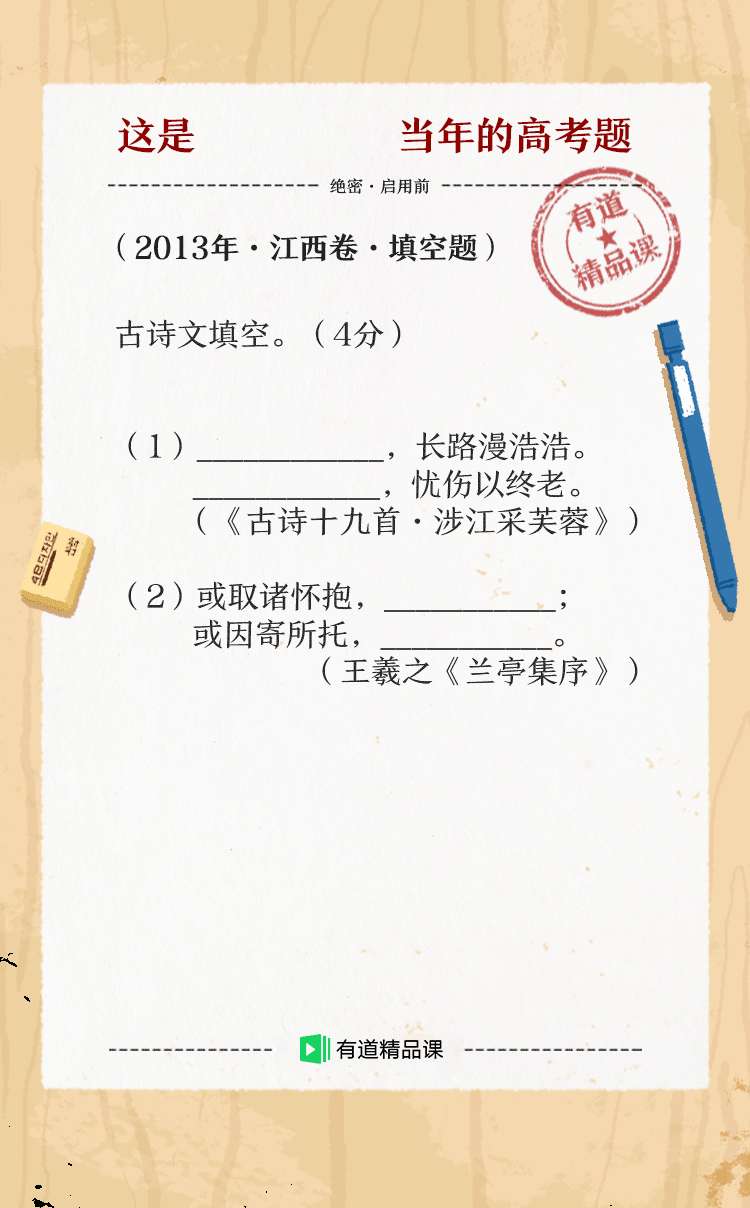 这是 当年的高考题
绝密·启用前
有道
精品课
（2013年·江西卷·填空题）
古诗文填空。（4分）
（1）____________，长路漫浩浩。
____________，忧伤以终老。
（《古诗十九首·涉江采芙蓉》）
（2）或取诸怀抱，___________；
或因寄所托，___________。
（王羲之《兰亭集序》）
有道精品课